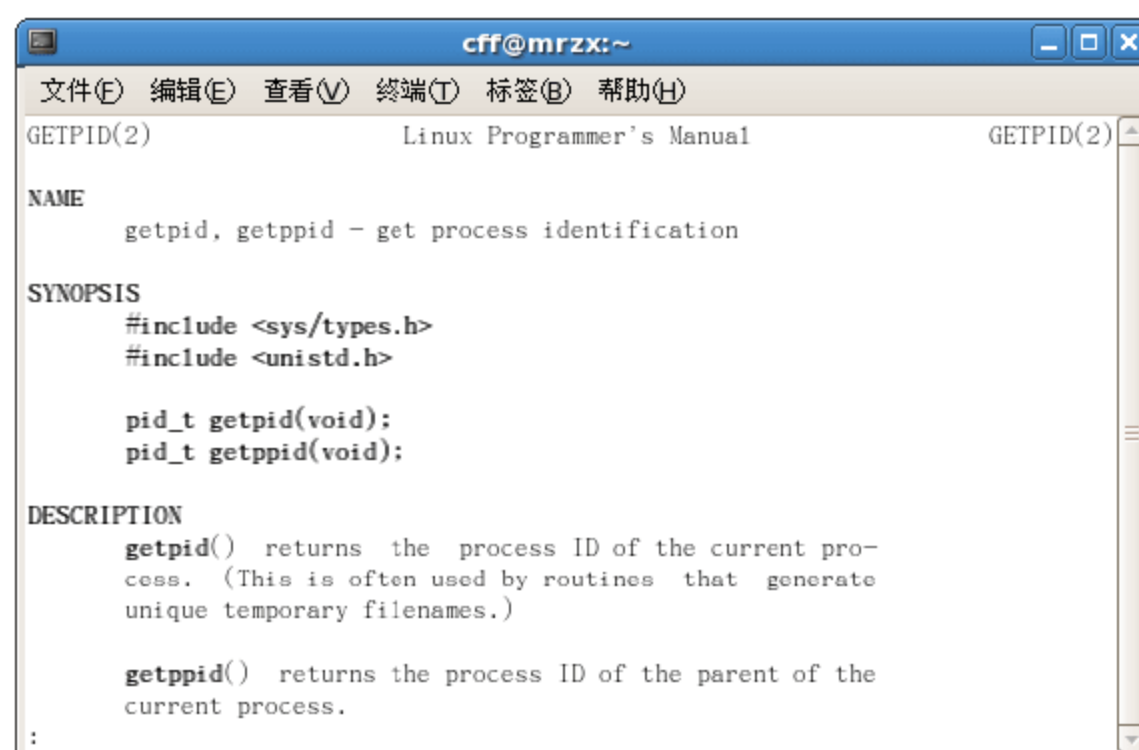 cff@mrzx:~
文件(F) 编辑(E) 查看(V) 终端(T) 标签(B) 帮助(H)
GETPID(2) Linux Programmer's Manual GETPID(2)
NAME
getpid, getppid - get process identification
SYNOPSIS
#include <sys/types.h>
#include <unistd.h>
pid_t getpid(void);
pid_t getppid(void);
DESCRIPTION
getpid() returns the process ID of the current pro-
cess. (This is often used by routines that generate
unique temporary filenames.)
getppid() returns the process ID of the parent of the
current process.
: